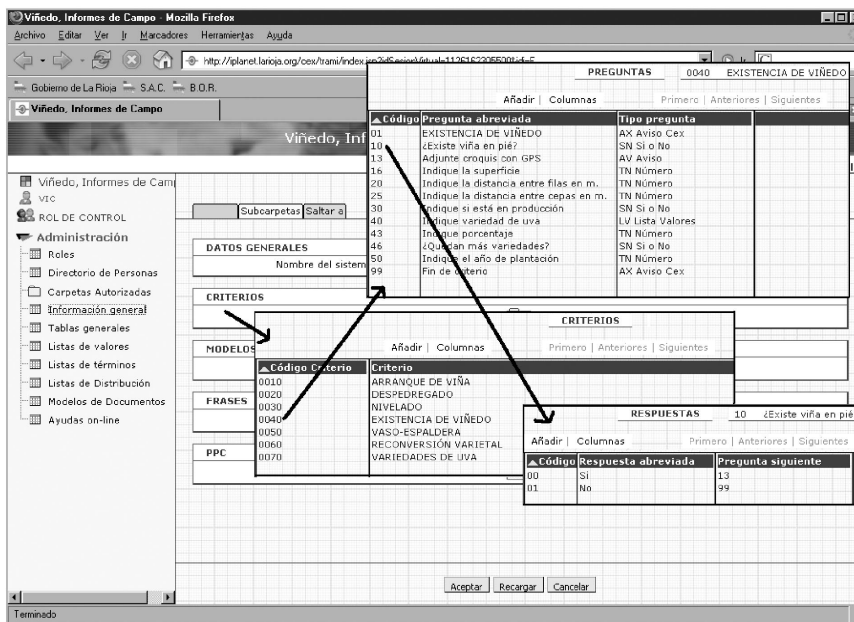 Viñedo, Informes de Campo - Mozilla Firefox
Archivo Editar Ver Ir Marcadores Herramientas Ayuda
Ir
Gobierno de La Rioja S.A.C. B.O.R.
Viñedo, Informes de Campo
Viñedo, Inf
Viñedo, Informes de Cam
VIC
ROL DE CONTROL
Administración
Roles
Directorio de Personas
Carpetas Autorizadas
Información general
Tablas generales
Listas de valores
Listas de términos
Listas de Distribución
Modelos de Documentos
Ayudas on-line
Subcarpetas Saltar a
DATOS GENERALES
Nombre del sistem
CRITERIOS
MODELOS
FRASES
PPC
PREGUNTAS 0040 EXISTENCIA DE VIÑEDO
Añadir | Columnas Primero | Anteriores | Siguientes
Código Pregunta abreviada Tipo pregunta
01 EXISTENCIA DE VIÑEDO AX Aviso Cex
10 ¿Existe viña en pié? SN Si o No
13 Adjunte croquis con GPS AV Aviso
16 Indique la superficie TN Número
20 Indique la distancia entre filas en m. TN Número
25 Indique la distancia entre cepas en m. TN Número
30 Indique si está en producción SN Si o No
40 Indique variedad de uva LV Lista Valores
43 Indique porcentaje TN Número
46 ¿Quedan más variedades? SN Si o No
50 Indique el año de plantación TN Número
99 Fin de criterio AX Aviso Cex
CRITERIOS
Añadir | Columnas Primero | Anteriores | Siguientes
Código Criterio Criterio
0010 ARRANQUE DE VIÑA
0020 DESPEDREGADO
0030 NIVELADO
0040 EXISTENCIA DE VIÑEDO
0050 VASO-ESPALDERA
0060 RECONVERSIÓN VARIETAL
0070 VARIEDADES DE UVA
RESPUESTAS 10 ¿Existe viña en pié
Añadir | Columnas Primero | Anteriores | Siguientes
Código Respuesta abreviada Pregunta siguiente
00 Si 13
01 No 99
Aceptar Recargar Cancelar
Terminado